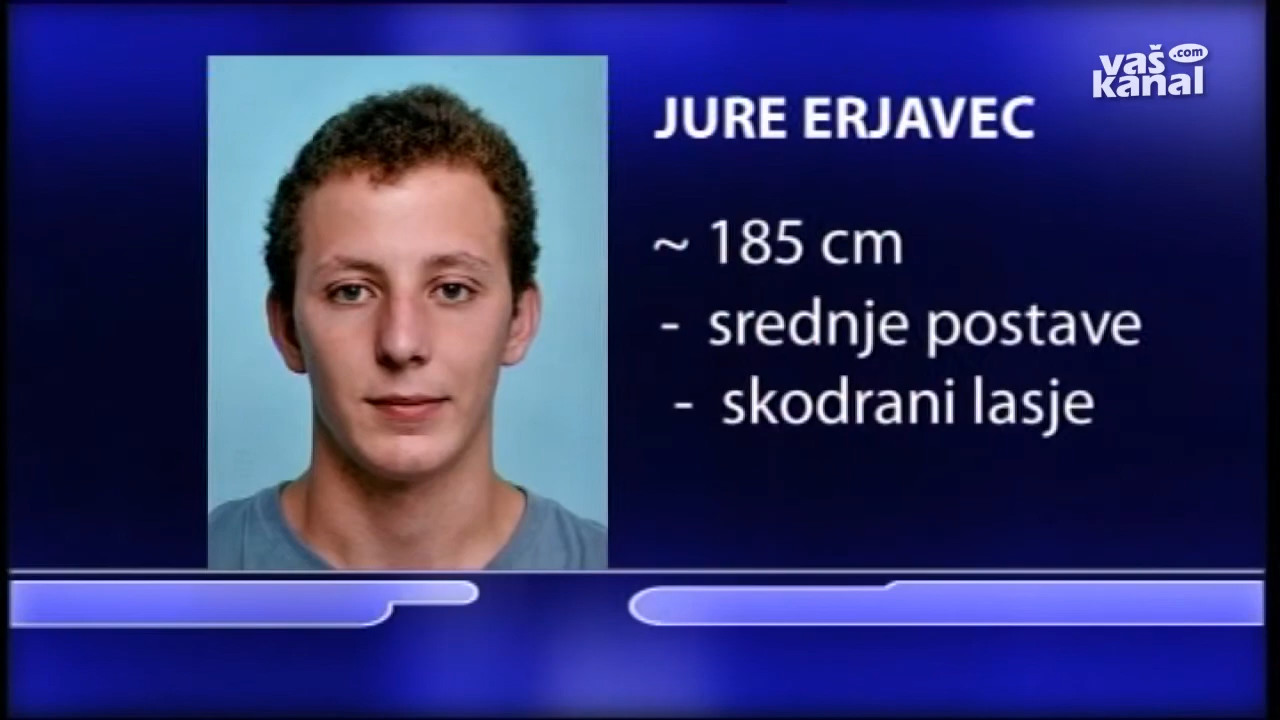 vaš .com
kanal
JURE ERJAVEC
~ 185 cm
- srednje postave
- skodrani lasje